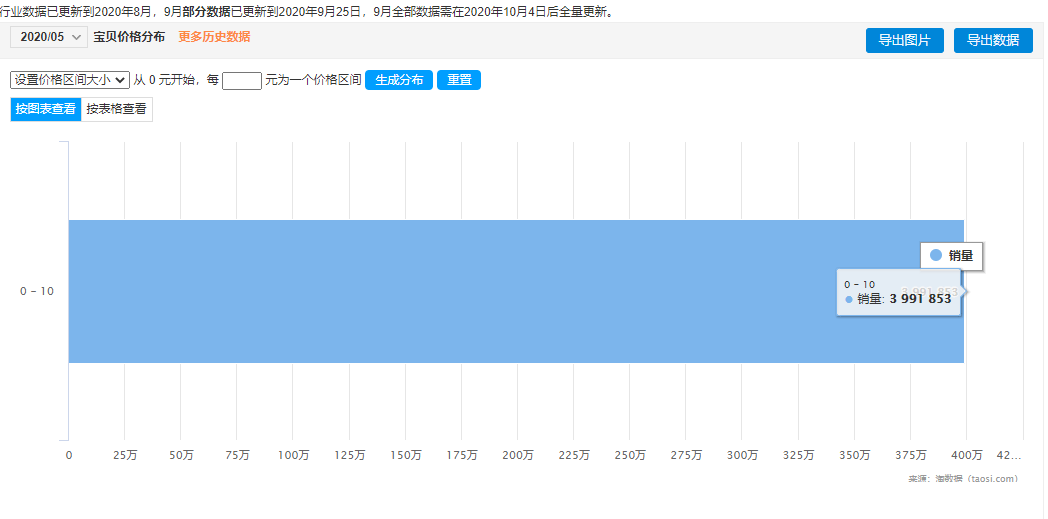 行业数据已更新到2020年8月，9月部分数据已更新到2020年9月25日，9月全部数据需在2020年10月4日后全量更新。
2020/05 宝贝价格分布 更多历史数据 导出图片 导出数据
设置价格区间大小 从 0 元开始，每 元为一个价格区间 生成分布 重置
按图表查看 按表格查看
销量
0 – 10
销量: 3 991 853
3 991 853
0 – 10
0 25万 50万 75万 100万 125万 150万 175万 200万 225万 250万 275万 300万 325万 350万 375万 400万 42…
来源：淘数据（taosi.com）